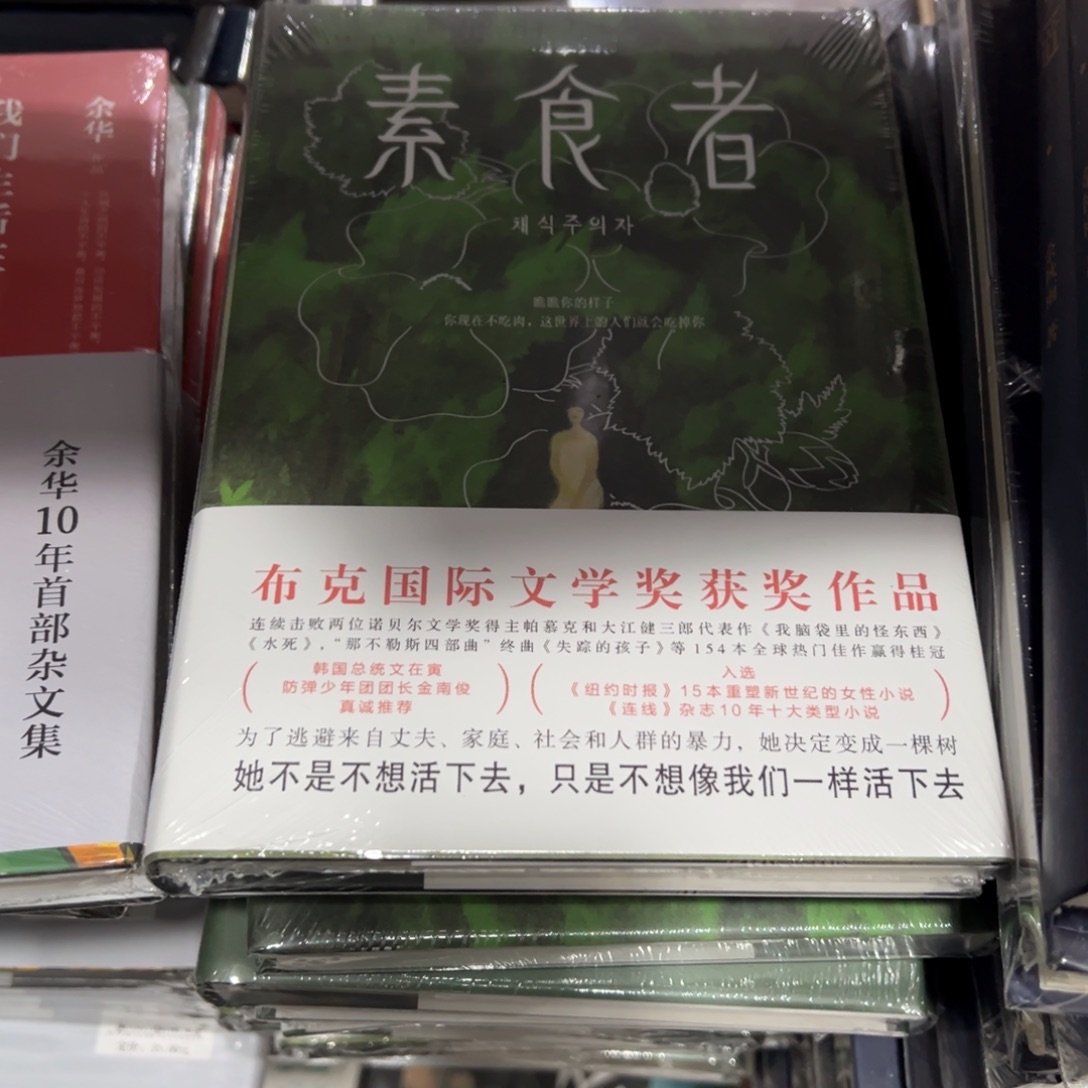 素食者
채식주의자
瞧瞧你的样子
你现在不吃肉，这世界上的人们就会吃掉你
布克国际文学奖获奖作品
连续击败两位诺贝尔文学奖得主帕慕克和大江健三郎代表作《我脑袋里的怪东西》
《水死》，“那不勒斯四部曲”终曲《失踪的孩子》等154本全球热门佳作赢得桂冠
韩国总统文在寅
防弹少年团团长金南俊
真诚推荐
入选
《纽约时报》15本重塑新世纪的女性小说
《连线》杂志10年十大类型小说
为了逃避来自丈夫、家庭、社会和人群的暴力，她决定变成一棵树
她不是不想活下去，只是不想像我们一样活下去
余华
余华10年首部杂文集